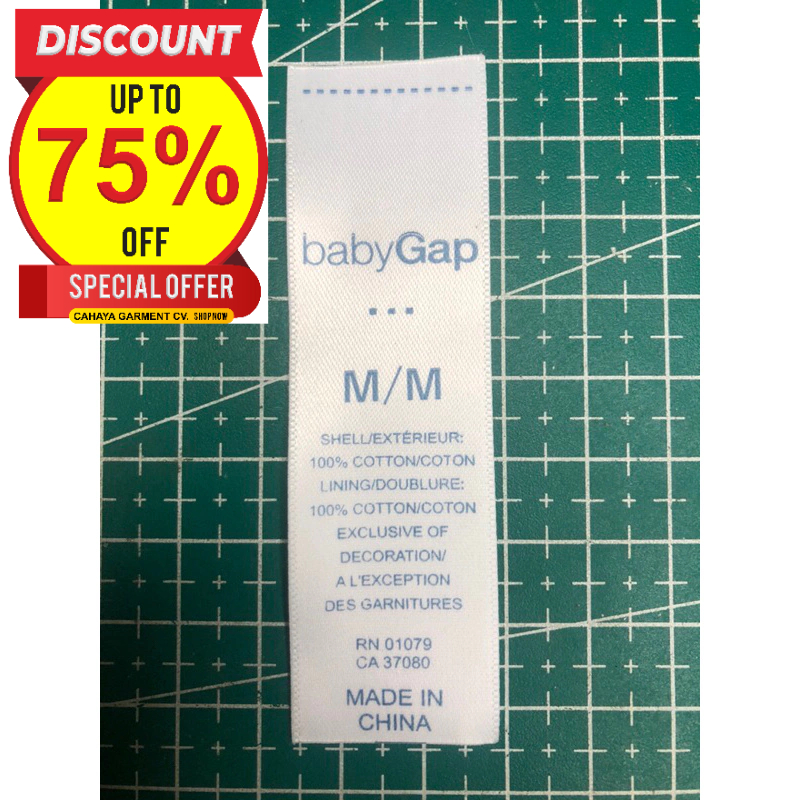 DISCOUNT
UP TO
75%
OFF
SPECIAL OFFER
CAHAYA GARMENT CV. SHOPNOW
babyGap
...
M/M
SHELL/EXTÉRIEUR:
100% COTTON/COTON
LINING/DOUBLURE:
100% COTTON/COTON
EXCLUSIVE OF
DECORATION/
A L'EXCEPTION
DES GARNITURES
RN 01079
CA 37080
MADE IN
CHINA